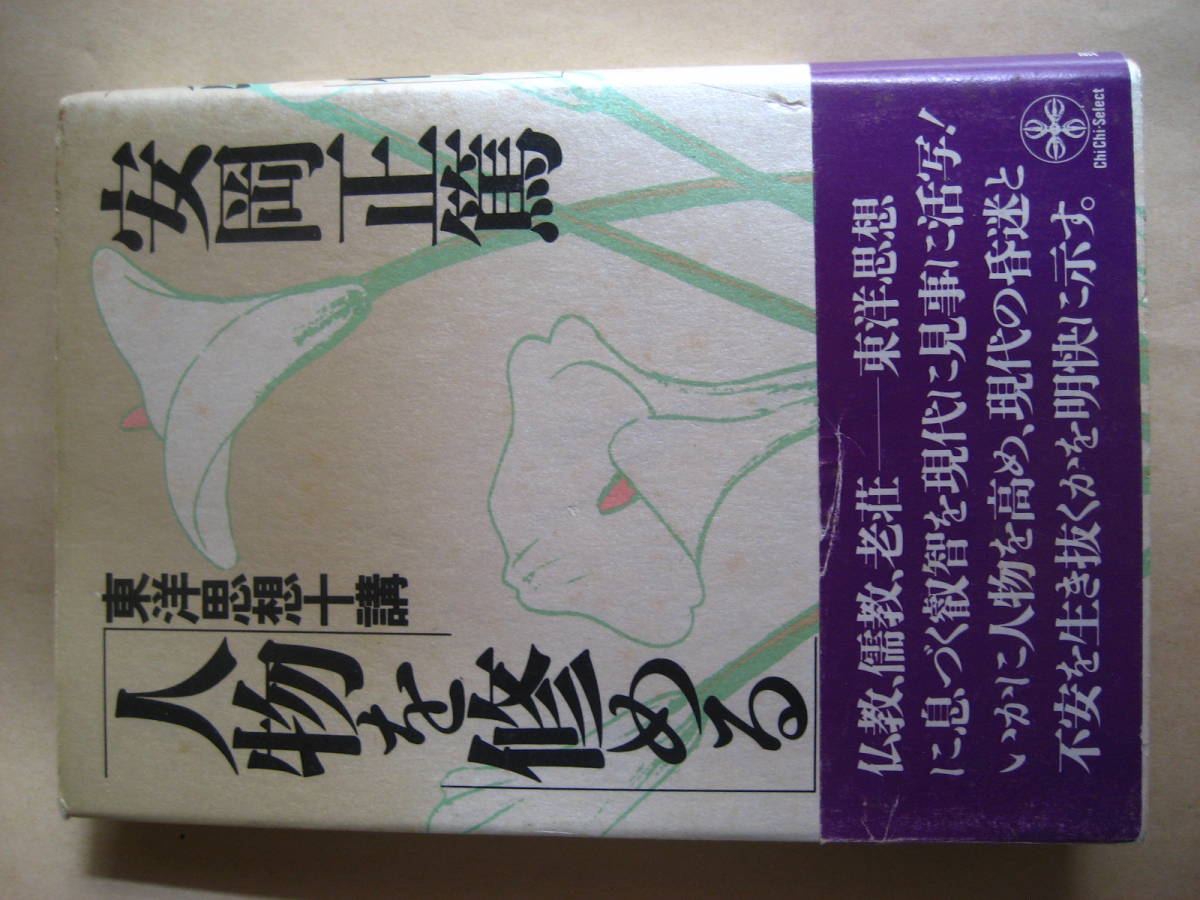 人物を修める
東洋思想十講
安岡正篤
仏教、儒教、老荘──東洋思想
に息づく叡智を現代に見事に活写！
いかに人物を高め、現代の昏迷と
不安を生き抜くかを明快に示す。
ChiChi-Select